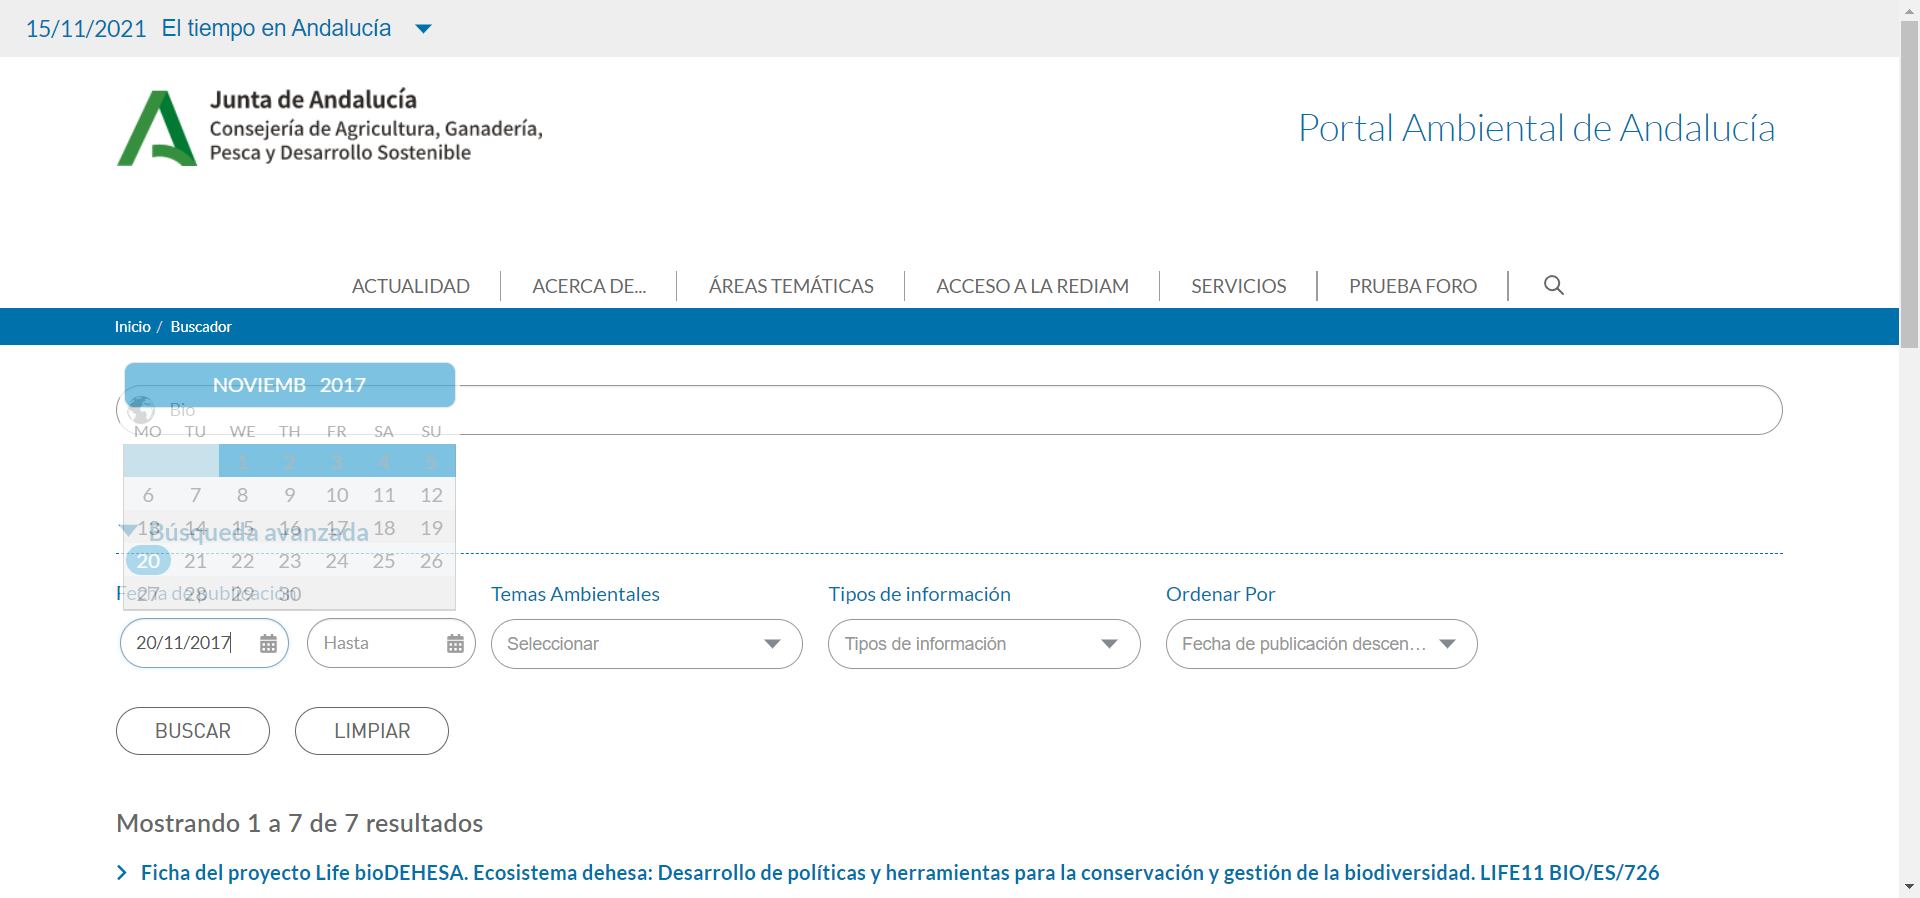 15/11/2021 El tiempo en Andalucía
Junta de Andalucía
Consejería de Agricultura, Ganadería,
Pesca y Desarrollo Sostenible
Portal Ambiental de Andalucía
ACTUALIDAD ACERCA DE... ÁREAS TEMÁTICAS ACCESO A LA REDIAM SERVICIOS PRUEBA FORO
Inicio / Buscador
NOVIEMB 2017
Bio
MO TU WE TH FR SA SU
1 2 3 4 5
6 7 8 9 10 11 12
13 14 15 16 17 18 19
Búsqueda avanzada
20 21 22 23 24 25 26
27 28 29 30
Fecha de publicación Temas Ambientales Tipos de información Ordenar Por
20/11/2017 Hasta Seleccionar Tipos de información Fecha de publicación descen...
BUSCAR LIMPIAR
Mostrando 1 a 7 de 7 resultados
Ficha del proyecto Life bioDEHESA. Ecosistema dehesa: Desarrollo de políticas y herramientas para la conservación y gestión de la biodiversidad. LIFE11 BIO/ES/726